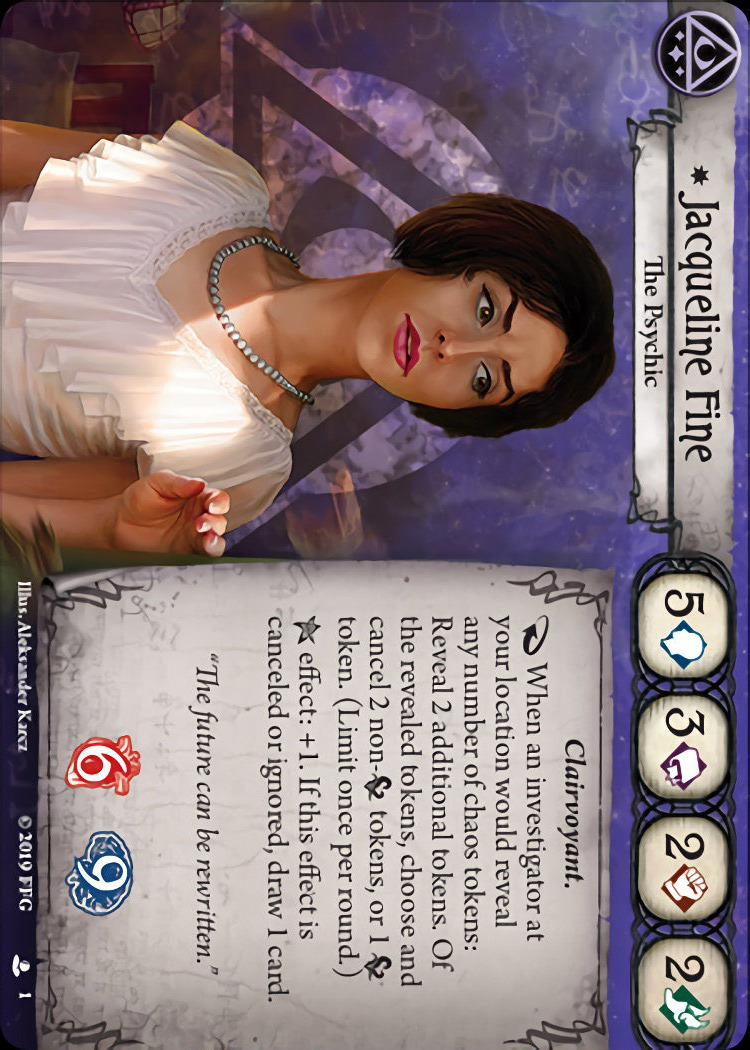 Jacqueline Fine
The Psychic
5 3 2 2
Clairvoyant.
When an investigator at
your location would reveal
any number of chaos tokens:
Reveal 2 additional tokens. Of
the revealed tokens, choose and
cancel 2 non- tokens, or 1
token. (Limit once per round.)
effect: +1. If this effect is
canceled or ignored, draw 1 card.
“The future can be rewritten.”
6 9
Illus. Aleksander Karcz © 2019 FFG 1